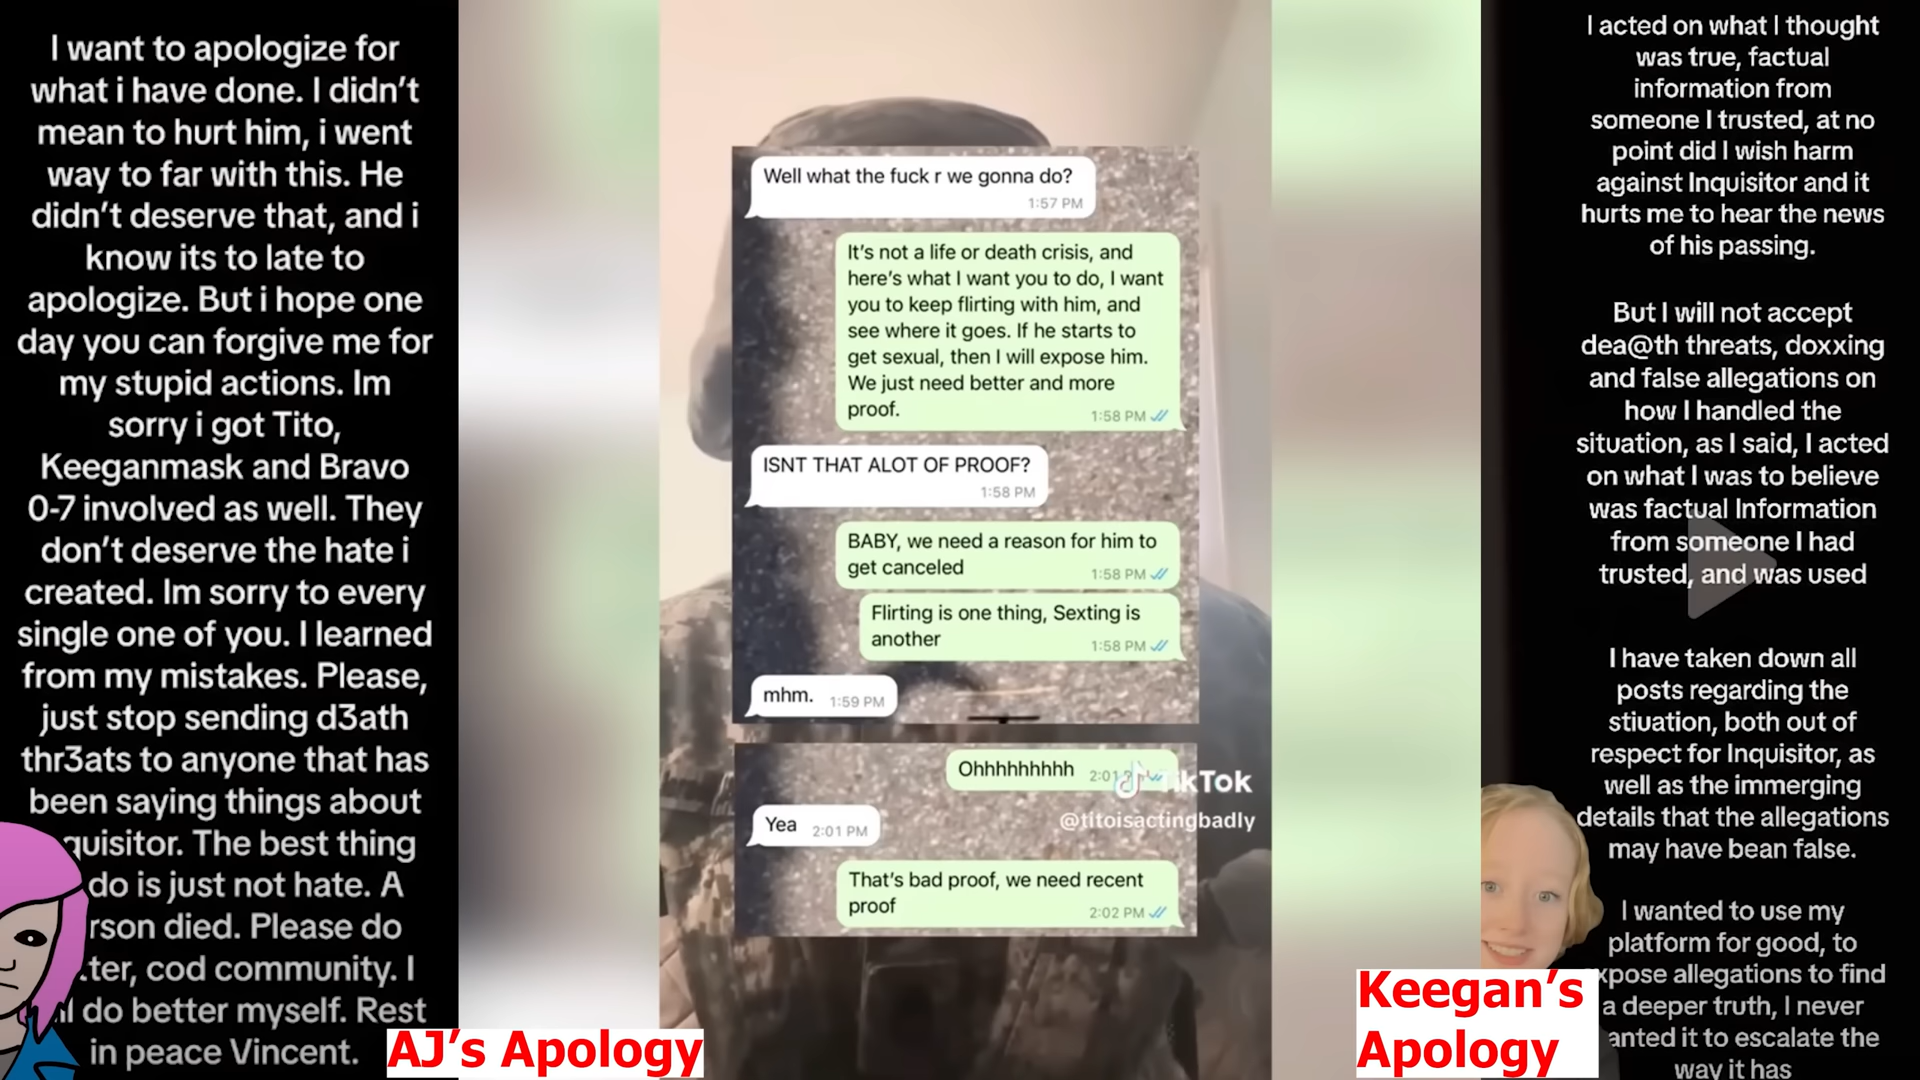 I want to apologize for
what i have done. I didn't
mean to hurt him, i went
way to far with this. He
didn't deserve that, and i
know its to late to
apologize. But i hope one
day you can forgive me for
my stupid actions. Im
sorry i got Tito,
Keeganmask and Bravo
0-7 involved as well. They
don't deserve the hate i
created. Im sorry to every
single one of you. I learned
from my mistakes. Please,
just stop sending d3ath
thr3ats to anyone that has
been saying things about
quisitor. The best thing
do is just not hate. A
rson died. Please do
ter, cod community. I
do better myself. Rest
in peace Vincent.
AJ's Apology
Well what the fuck r we gonna do?
1:57 PM
It's not a life or death crisis, and
here's what I want you to do, I want
you to keep flirting with him, and
see where it goes. If he starts to
get sexual, then I will expose him.
We just need better and more
proof.
1:58 PM
ISNT THAT ALOT OF PROOF?
1:58 PM
BABY, we need a reason for him to
get canceled
1:58 PM
Flirting is one thing, Sexting is
another
1:58 PM
mhm.
1:59 PM
Ohhhhhhhhh
2:01
TikTok
@titoisactingbadly
Yea
2:01 PM
That's bad proof, we need recent
proof
2:02 PM
I acted on what I thought
was true, factual
information from
someone I trusted, at no
point did I wish harm
against Inquisitor and it
hurts me to hear the news
of his passing.
But I will not accept
dea@th threats, doxxing
and false allegations on
how I handled the
situation, as I said, I acted
on what I was to believe
was factual Information
from someone I had
trusted, and was used
I have taken down all
posts regarding the
stiuation, both out of
respect for Inquisitor, as
well as the immerging
details that the allegations
may have bean false.
I wanted to use my
platform for good, to
xpose allegations to find
a deeper truth, I never
anted it to escalate the
way it has
Keegan's
Apology